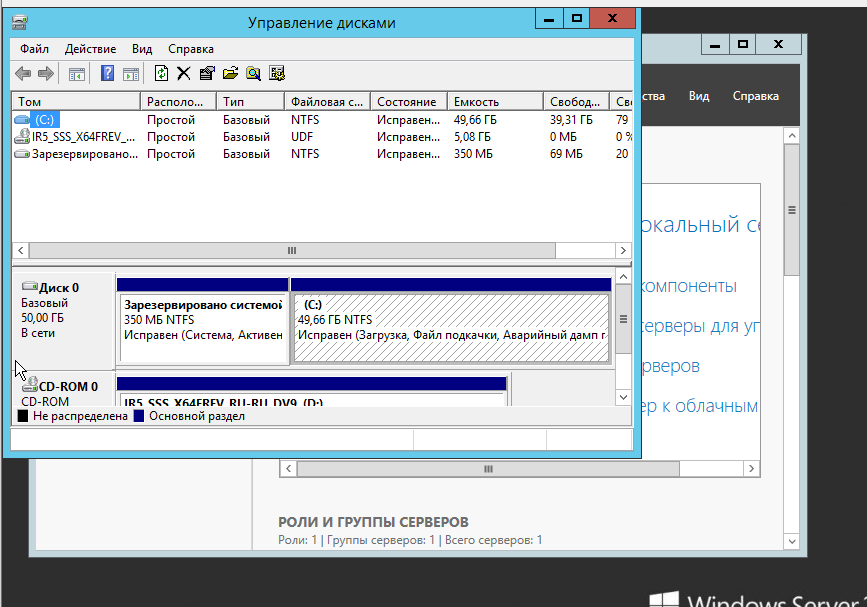 Управление дисками
Файл Действие Вид Справка
Том Располо... Тип Файловая с... Состояние Емкость Свобод... Сво
(C:) Простой Базовый NTFS Исправен... 49,66 ГБ 39,31 ГБ 79
IR5_SSS_X64FREV_... Простой Базовый UDF Исправен... 5,08 ГБ 0 МБ 0 %
Зарезервировано... Простой Базовый NTFS Исправен... 350 МБ 69 МБ 20
Диск 0
Базовый
50,00 ГБ
В сети
Зарезервировано системой
350 МБ NTFS
Исправен (Система, Активен
(C:)
49,66 ГБ NTFS
Исправен (Загрузка, Файл подкачки, Аварийный дамп п
CD-ROM 0
CD-ROM
IR5_SSS_X64FREV_RU-RU_DV9 (D:)
Не распределена Основной раздел
ства Вид Справка
окальный се
компоненты
серверы для уп
рверов
ер к облачным
РОЛИ И ГРУППЫ СЕРВЕРОВ
Роли: 1 | Группы серверов: 1 | Всего серверов: 1
Windows Server